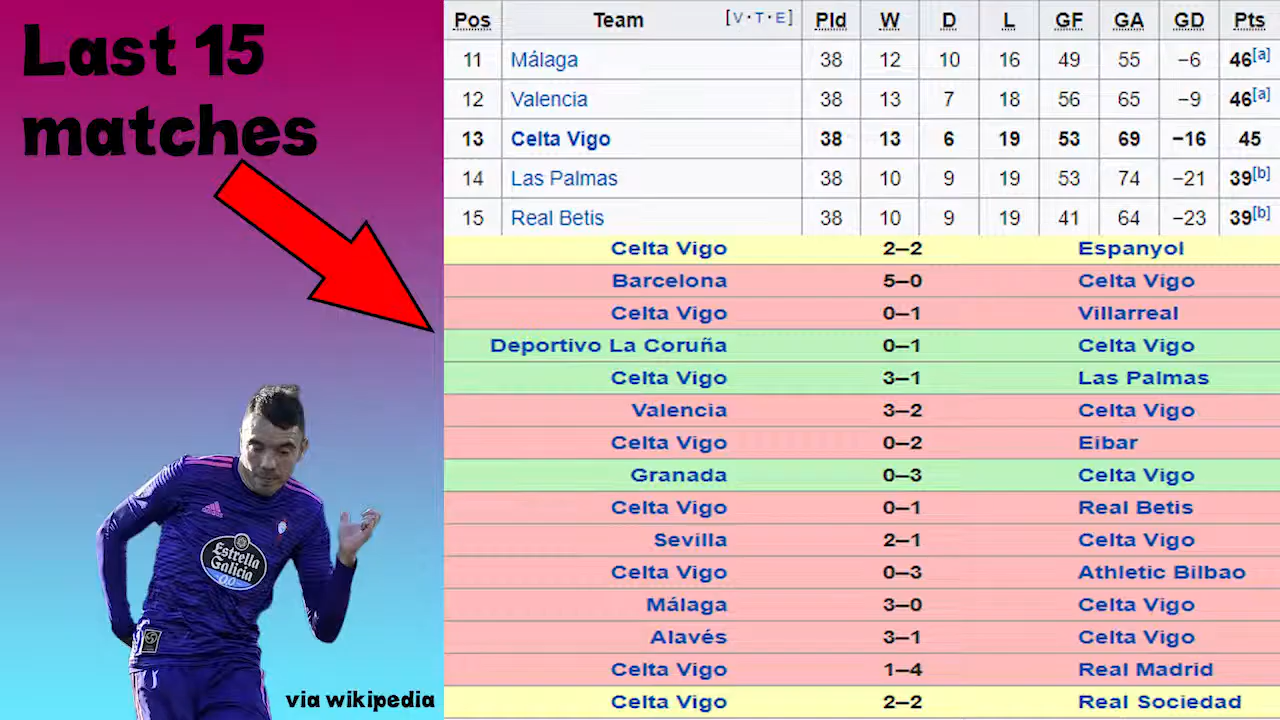 Last 15
matches
Pos Team [V·T·E] Pld W D L GF GA GD Pts
11 Málaga 38 12 10 16 49 55 −6 46[a]
12 Valencia 38 13 7 18 56 65 −9 46[a]
13 Celta Vigo 38 13 6 19 53 69 −16 45
14 Las Palmas 38 10 9 19 53 74 −21 39[b]
15 Real Betis 38 10 9 19 41 64 −23 39[b]
Celta Vigo 2–2 Espanyol
Barcelona 5–0 Celta Vigo
Celta Vigo 0–1 Villarreal
Deportivo La Coruña 0–1 Celta Vigo
Celta Vigo 3–1 Las Palmas
Valencia 3–2 Celta Vigo
Celta Vigo 0–2 Eibar
Granada 0–3 Celta Vigo
Celta Vigo 0–1 Real Betis
Sevilla 2–1 Celta Vigo
Celta Vigo 0–3 Athletic Bilbao
Málaga 3–0 Celta Vigo
Alavés 3–1 Celta Vigo
Celta Vigo 1–4 Real Madrid
Celta Vigo 2–2 Real Sociedad
Estrella
Galicia
via wikipedia